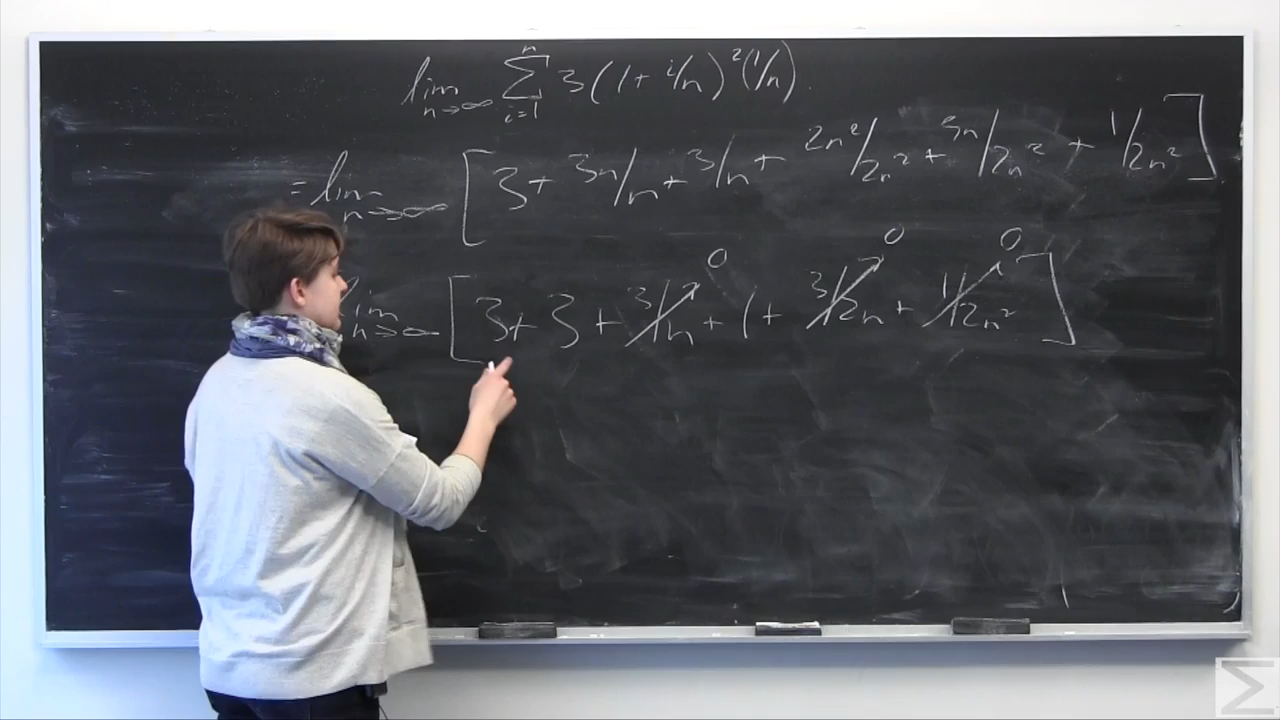 lim n→∞ n Σ i=1 3(1+ i/n)²(1/n)
= lim n→∞ [3+ 3n/n + 3/n + 2n²/2n² + 3n/2n² + 1/2n²]
lim n→∞ [3+ 3 + 3/n 0 + 1 + 3/2n 0 + 1/2n² 0]